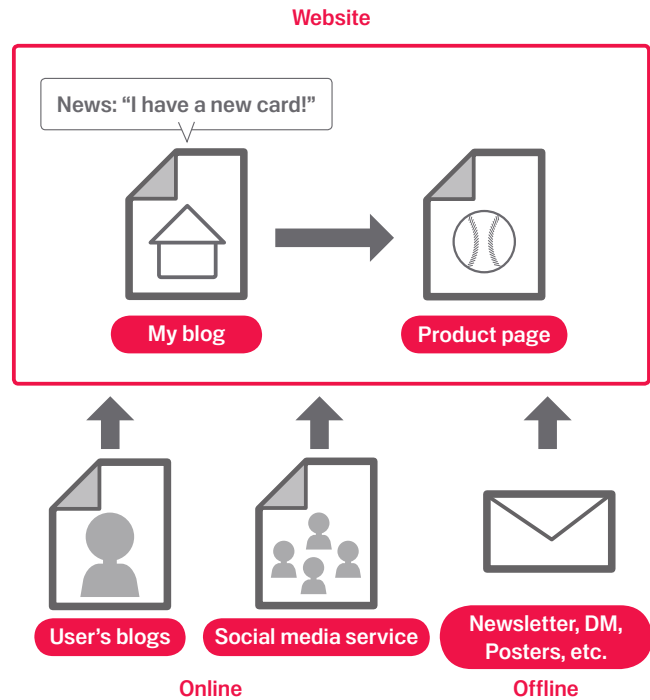 Website
News: “I have a new card!”
My blog
Product page
User's blogs
Social media service
Newsletter, DM,
Posters, etc.
Online
Offline